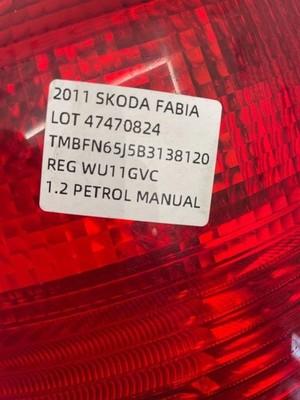 2011 SKODA FABIA
LOT 47470824
TMBFN65J5B3138120
REG WU11GVC
1.2 PETROL MANUAL